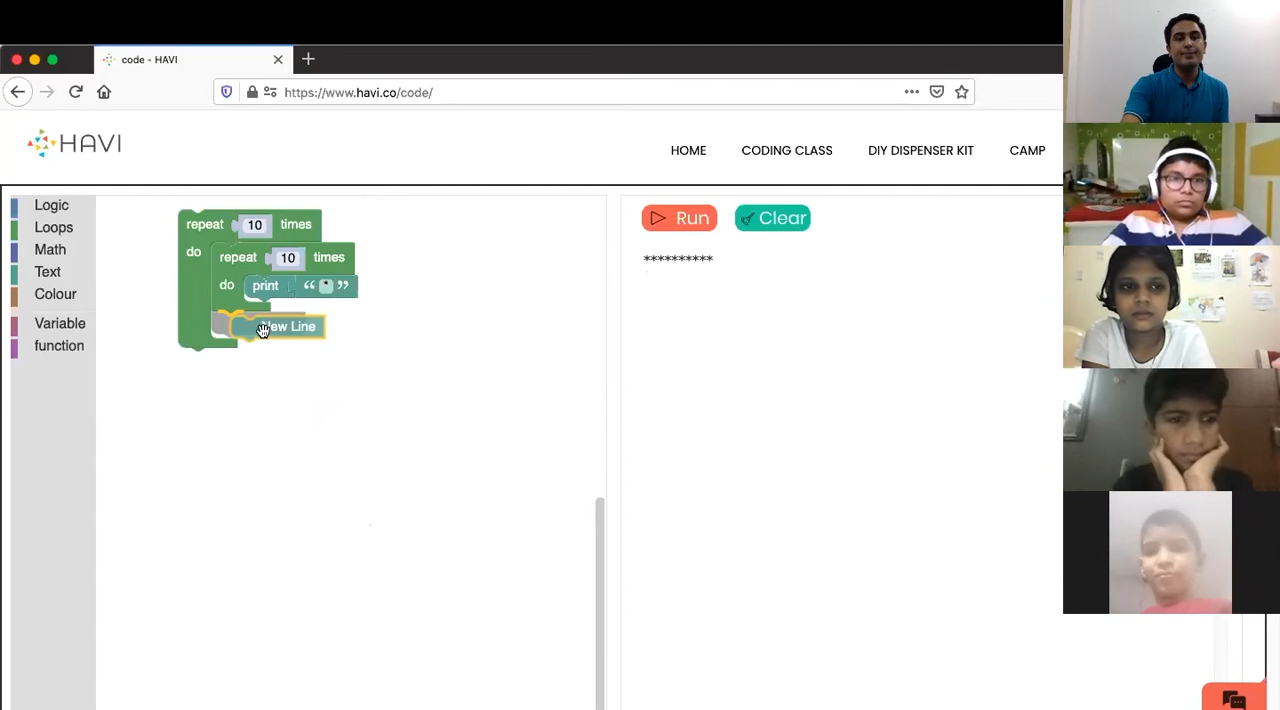 code - HAVI
https://www.havi.co/code/
HAVI
HOME CODING CLASS DIY DISPENSER KIT CAMP
Logic
Loops
Math
Text
Colour
Variable
function
repeat 10 times
do repeat 10 times
do print “ * ”
New Line
Run Clear
**********